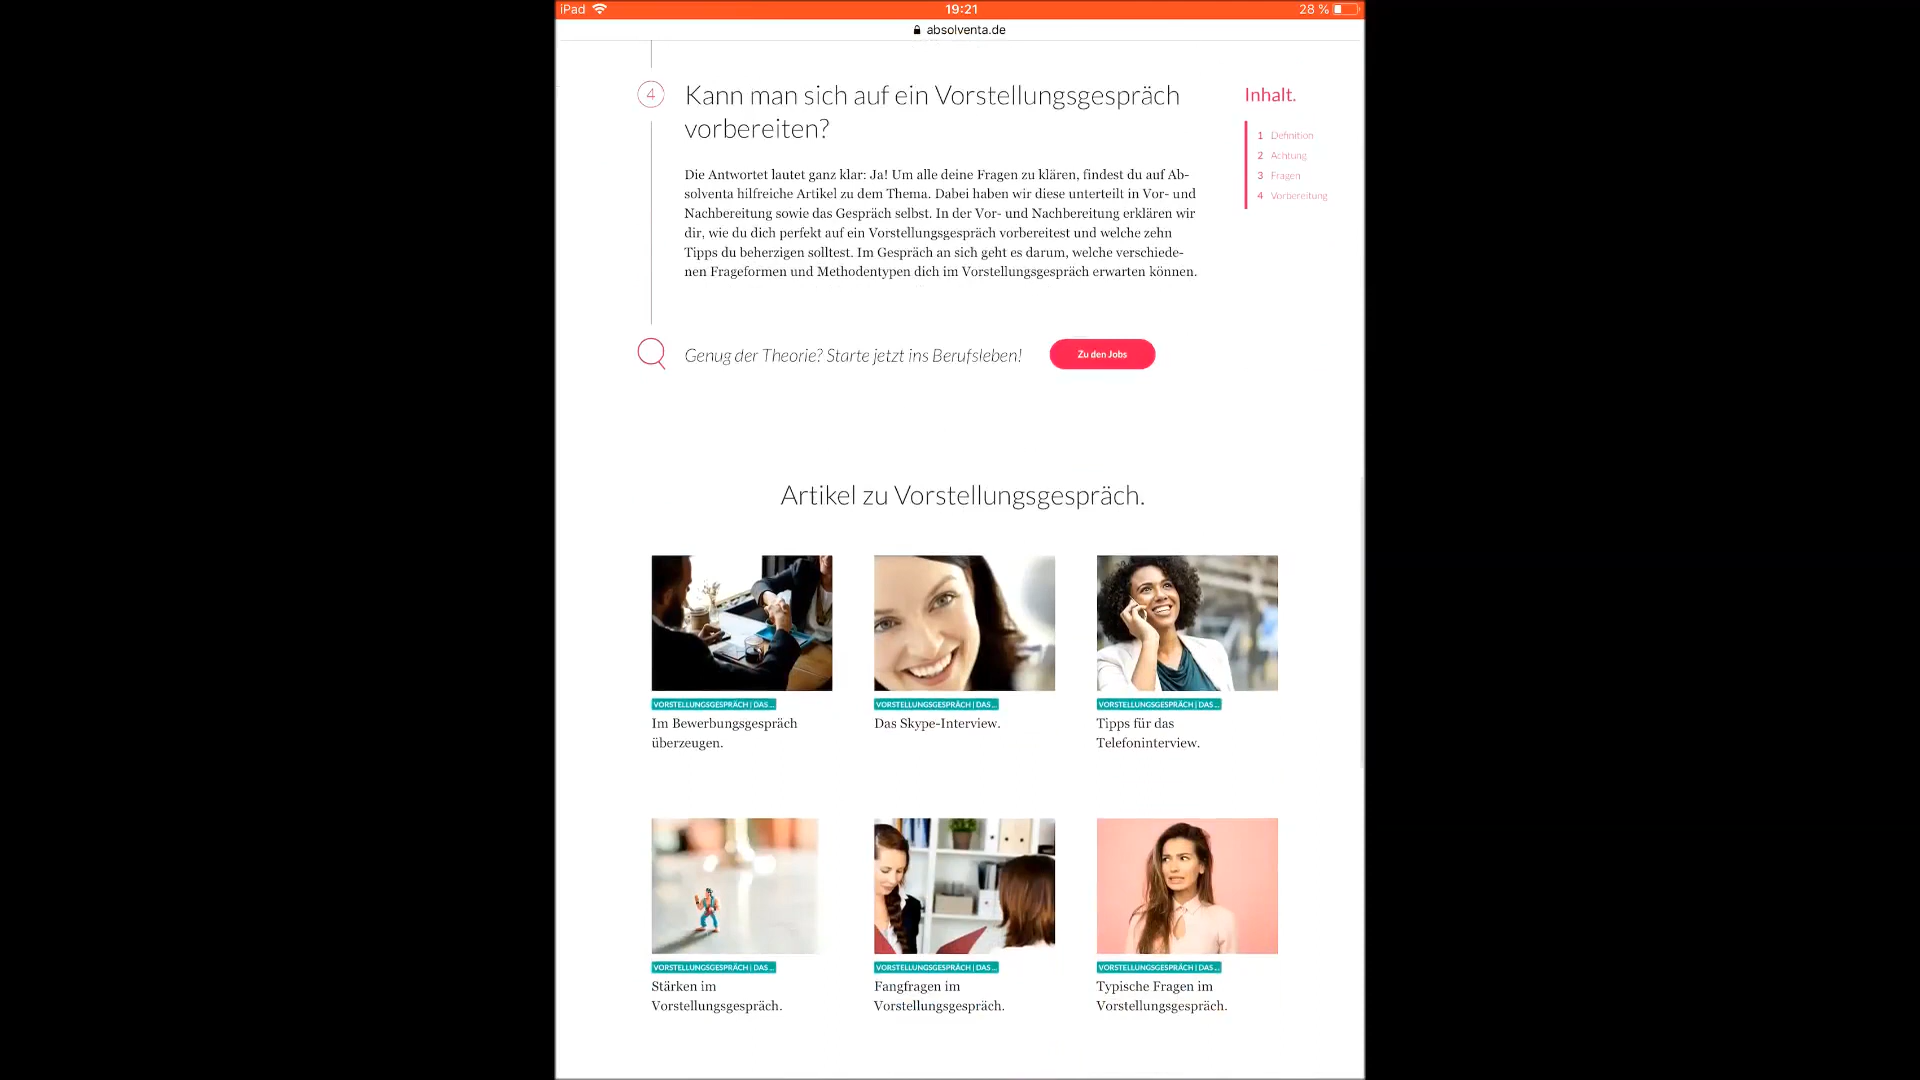 iPad
19:21
28 %
absolventa.de
4
Kann man sich auf ein Vorstellungsgespräch
vorbereiten?
Die Antwortet lautet ganz klar: Ja! Um alle deine Fragen zu klären, findest du auf Ab-
solventa hilfreiche Artikel zu dem Thema. Dabei haben wir diese unterteilt in Vor- und
Nachbereitung sowie das Gespräch selbst. In der Vor- und Nachbereitung erklären wir
dir, wie du dich perfekt auf ein Vorstellungsgespräch vorbereitest und welche zehn
Tipps du beherzigen solltest. Im Gespräch an sich geht es darum, welche verschiede-
nen Frageformen und Methodentypen dich im Vorstellungsgespräch erwarten können.
Inhalt.
1 Definition
2 Achtung
3 Fragen
4 Vorbereitung
Genug der Theorie? Starte jetzt ins Berufsleben!
Zu den Jobs
Artikel zu Vorstellungsgespräch.
VORSTELLUNGSGESPRÄCH | DAS ...
Im Bewerbungsgespräch
überzeugen.
VORSTELLUNGSGESPRÄCH | DAS ...
Das Skype-Interview.
VORSTELLUNGSGESPRÄCH | DAS ...
Tipps für das
Telefoninterview.
VORSTELLUNGSGESPRÄCH | DAS ...
Stärken im
Vorstellungsgespräch.
VORSTELLUNGSGESPRÄCH | DAS ...
Fangfragen im
Vorstellungsgespräch.
VORSTELLUNGSGESPRÄCH | DAS ...
Typische Fragen im
Vorstellungsgespräch.